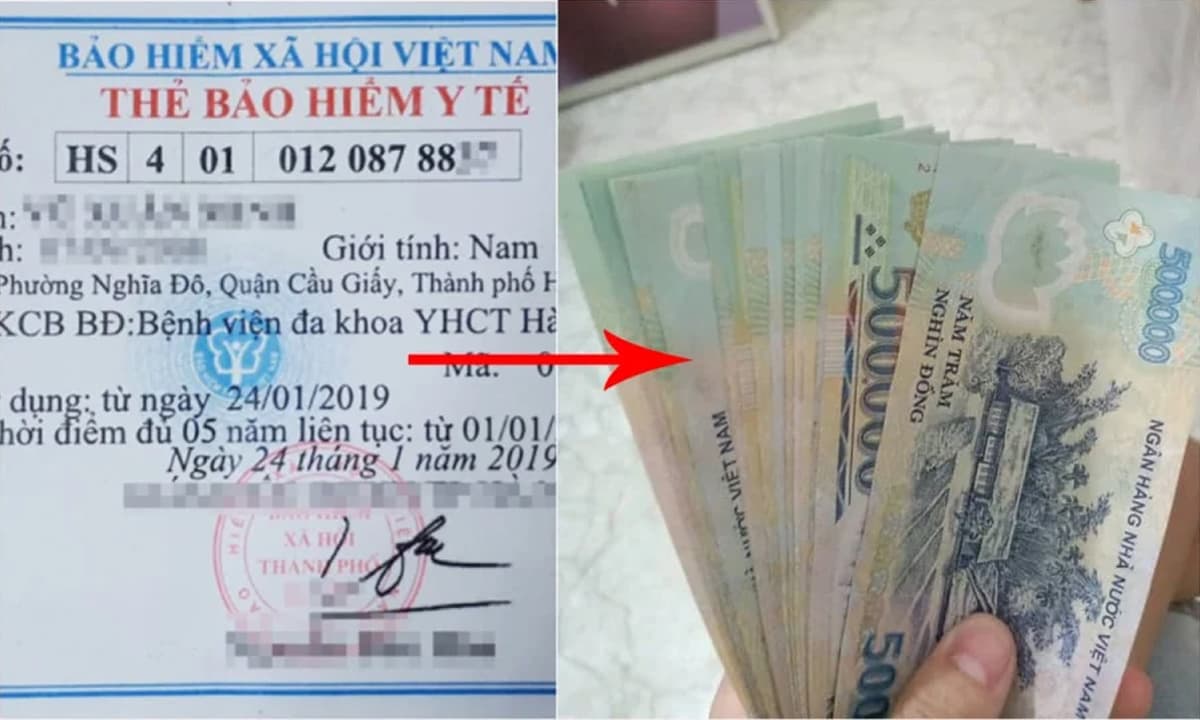 BẢO HIỂM XÃ HỘI VIỆT NAM
THẺ BẢO HIỂM Y TẾ
ố: HS 4 01 012 087 88
n:
h: Giới tính: Nam
Phường Nghĩa Đô, Quận Cầu Giấy, Thành phố H
KCB BĐ:Bệnh viện đa khoa YHCT Hà
Mã: 0
dụng: từ ngày 24/01/2019
hời điểm đủ 05 năm liên tục: từ 01/01/
Ngày 24 tháng 1 năm 2019
XÃ HỘI
THÀNH PHỐ
500000
NĂM TRĂM
NGHÌN ĐỒNG
NGÂN HÀNG NHÀ NƯỚC VIỆT NAM
500000
NƯỚC VIỆT NAM
500